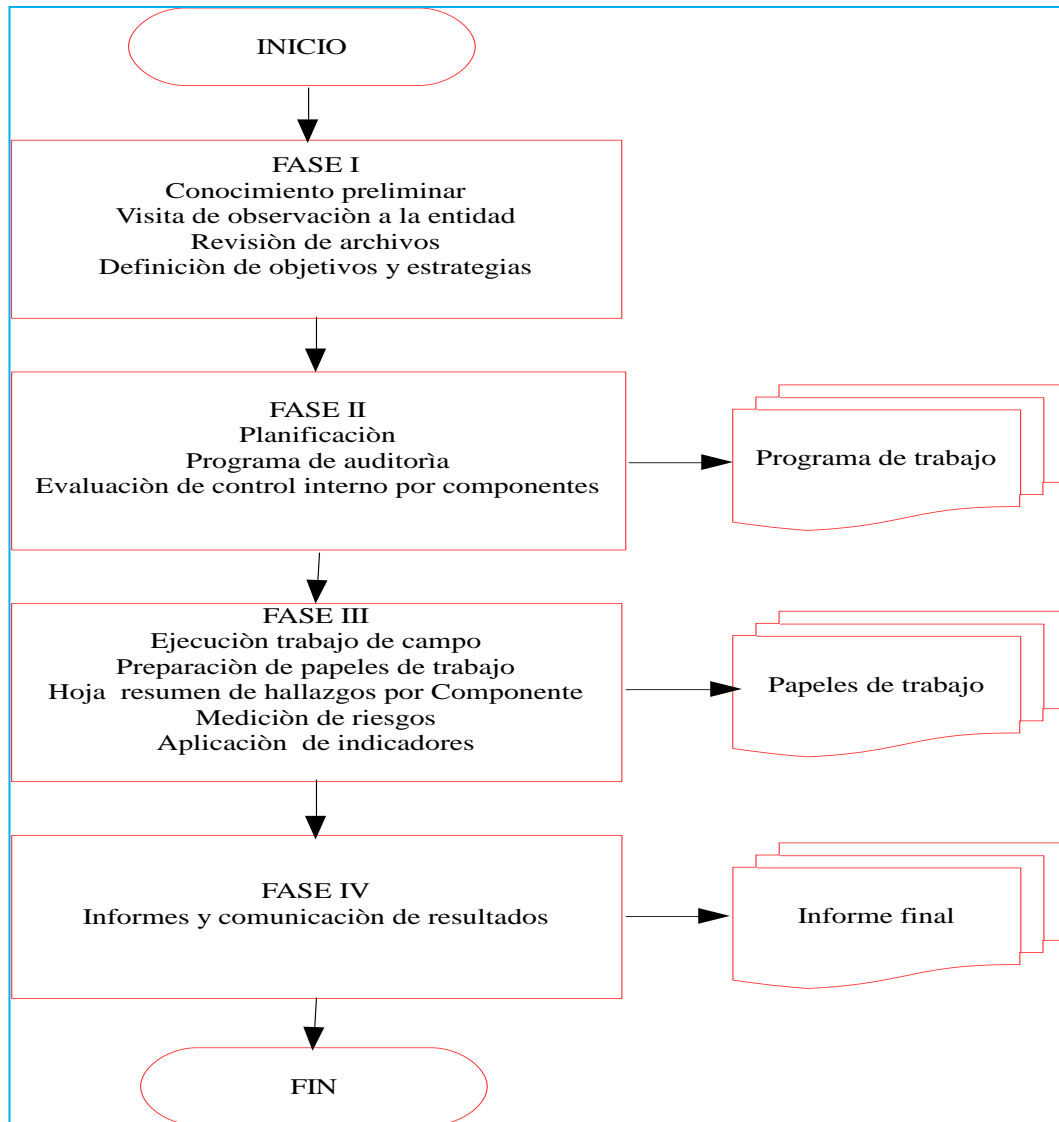 INICIO
FASE I
Conocimiento preliminar
Visita de observaciòn a la entidad
Revisiòn de archivos
Definiciòn de objetivos y estrategias
FASE II
Planificaciòn
Programa de auditorìa
Evaluaciòn de control interno por componentes
Programa de trabajo
FASE III
Ejecuciòn trabajo de campo
Preparaciòn de papeles de trabajo
Hoja  resumen de hallazgos por Componente
Mediciòn de riesgos
Aplicaciòn  de indicadores
Papeles de trabajo
FASE IV
Informes y comunicaciòn de resultados
Informe final
FIN